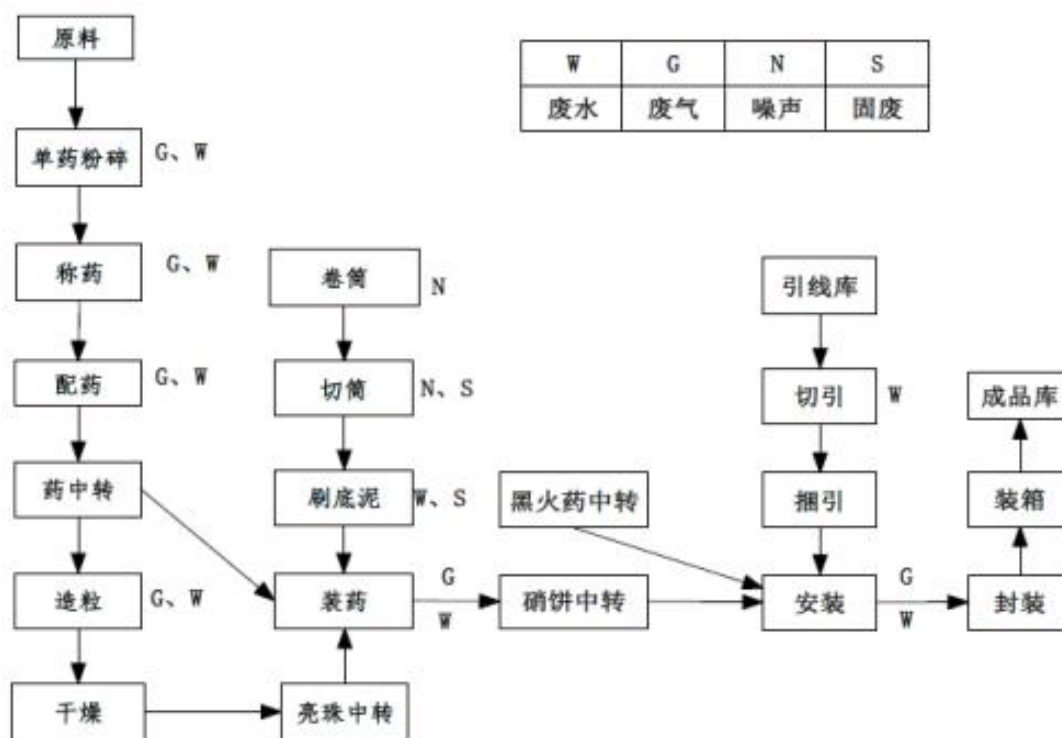 原料
W G N S
废水 废气 噪声 固废
单药粉碎 G、W
称药 G、W
卷筒 N
引线库
配药 G、W
切筒 N、S
切引 W
成品库
药中转
刷底泥 W、S
黑火药中转
捆引
装箱
造粒 G、W
装药
G
W
硝饼中转
安装
G
W
封装
干燥
亮珠中转